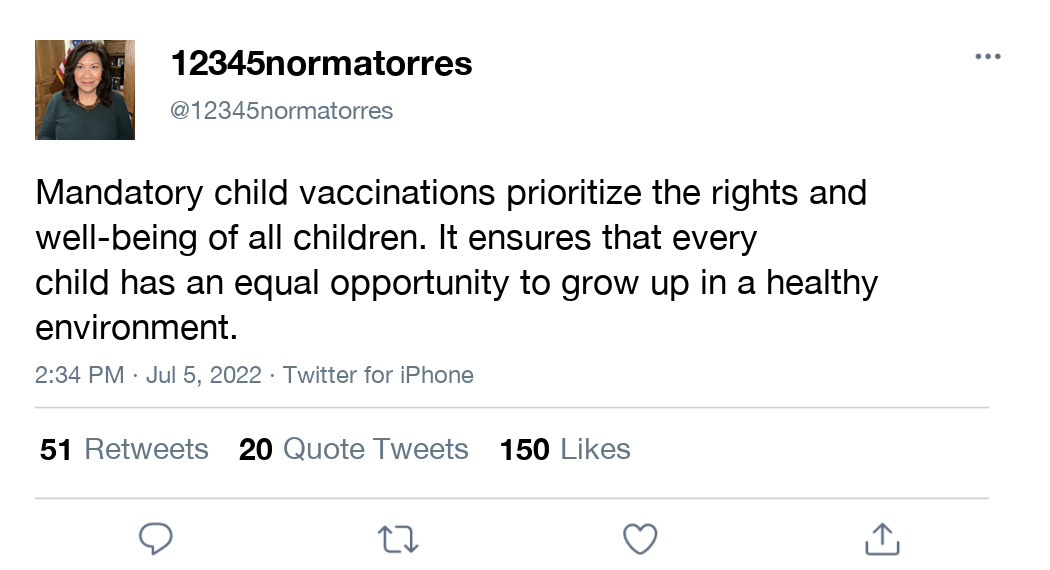 12345normatorres
@12345normatorres
Mandatory child vaccinations prioritize the rights and
well-being of all children. It ensures that every
child has an equal opportunity to grow up in a healthy
environment.
2:34 PM · Jul 5, 2022 · Twitter for iPhone
51 Retweets 20 Quote Tweets 150 Likes